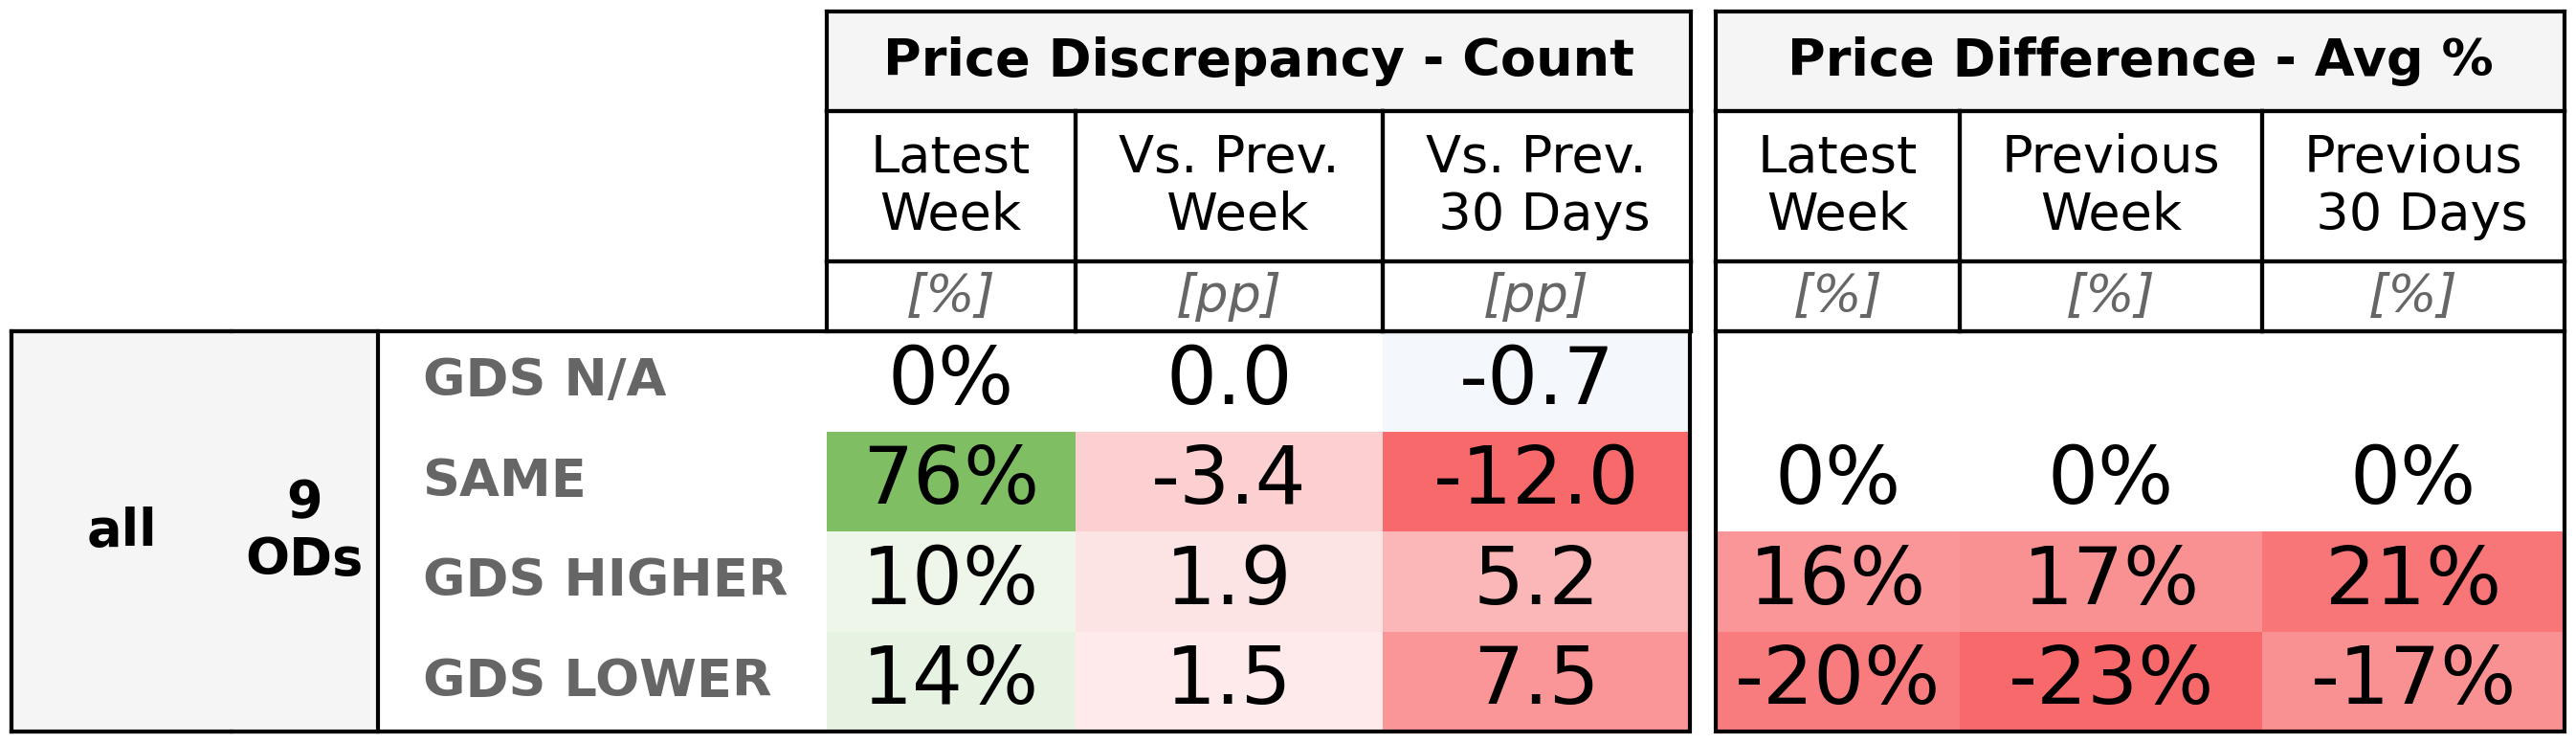 Price Discrepancy - Count Price Difference - Avg %
Latest Week Vs. Prev. Week Vs. Prev. 30 Days Latest Week Previous Week Previous 30 Days
[%] [pp] [pp] [%] [%] [%]
all 9 ODs
GDS N/A 0% 0.0 -0.7
SAME 76% -3.4 -12.0 0% 0% 0%
GDS HIGHER 10% 1.9 5.2 16% 17% 21%
GDS LOWER 14% 1.5 7.5 -20% -23% -17%